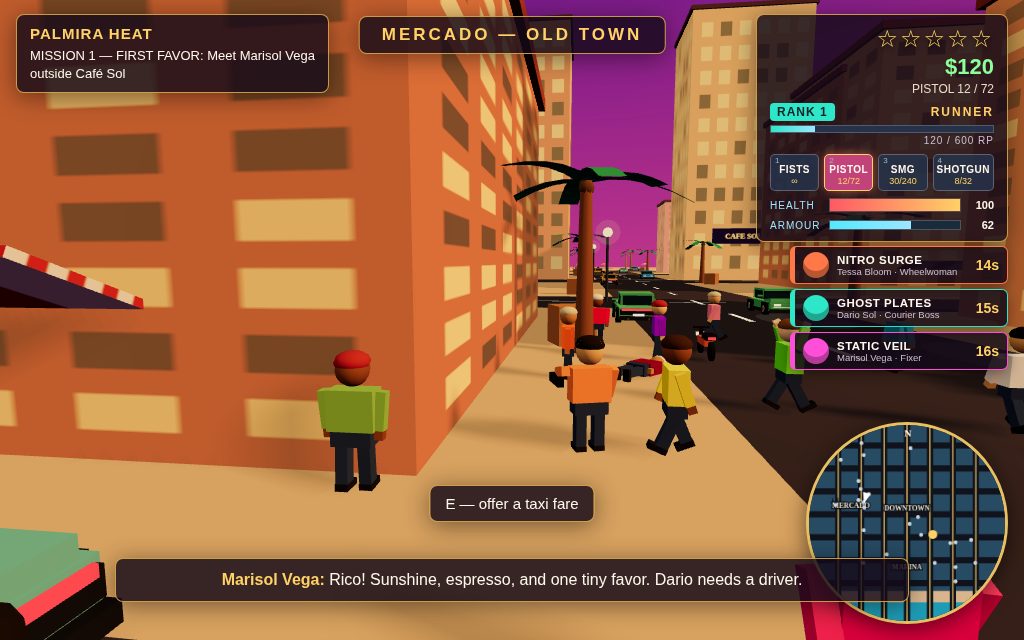 PALMIRA HEAT
MISSION 1 — FIRST FAVOR: Meet Marisol Vega
outside Café Sol
MERCADO — OLD TOWN
☆☆☆☆☆
$120
PISTOL 12 / 72
RANK 1 RUNNER
120 / 600 RP
1 FISTS ∞
2 PISTOL 12/72
3 SMG 30/240
4 SHOTGUN 8/32
HEALTH 100
ARMOUR 62
NITRO SURGE 14s
Tessa Bloom · Wheelwoman
GHOST PLATES 15s
Dario Sol · Courier Boss
STATIC VEIL 16s
Marisol Vega · Fixer
CAFE
N
MERCADO
DOWNTOWN
E — offer a taxi fare
Marisol Vega: Rico! Sunshine, espresso, and one tiny favor. Dario needs a driver.